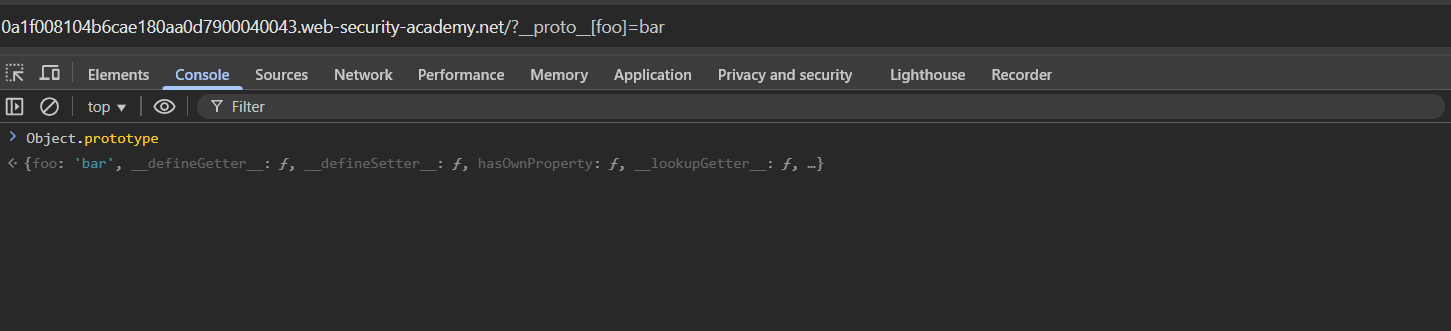 0a1f008104b6cae180aa0d7900040043.web-security-academy.net/?__proto__[foo]=bar
Elements Console Sources Network Performance Memory Application Privacy and security Lighthouse Recorder
top ▼ Filter
> Object.prototype
<· {foo: 'bar', __defineGetter__: ƒ, __defineSetter__: ƒ, hasOwnProperty: ƒ, __lookupGetter__: ƒ, …}